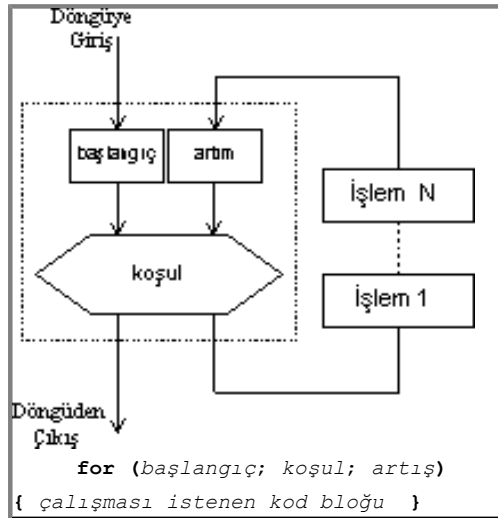 Döngüye
Giriş
başlangıç
artım
İşlem N
koşul
İşlem 1
Döngüden
Çıkış
for (başlangıç; koşul; artış)
{ çalışması istenen kod bloğu }